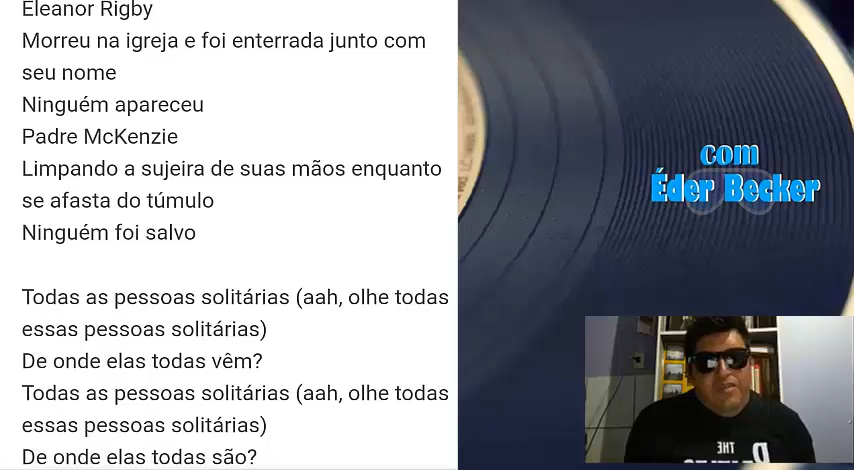 Eleanor Rigby
Morreu na igreja e foi enterrada junto com
seu nome
Ninguém apareceu
Padre McKenzie
Limpando a sujeira de suas mãos enquanto
se afasta do túmulo
Ninguém foi salvo
Todas as pessoas solitárias (aah, olhe todas
essas pessoas solitárias)
De onde elas todas vêm?
Todas as pessoas solitárias (aah, olhe todas
essas pessoas solitárias)
De onde elas todas são?
com
Éder Becker
THE